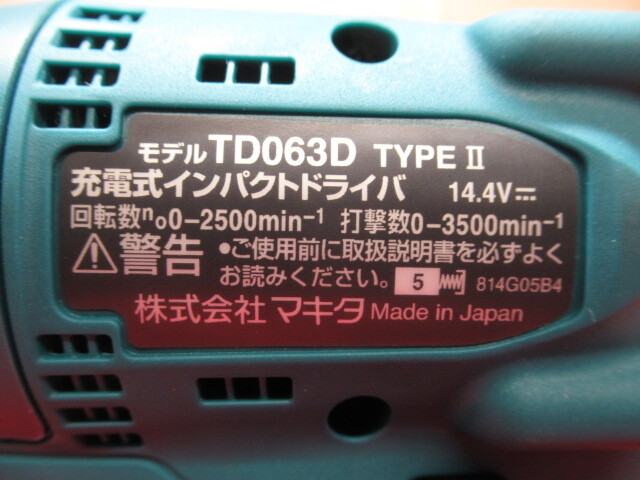 モデルTD063D TYPE II
充電式インパクトドライバ 14.4V⎓
回転数no0-2500min-1 打撃数0-3500min-1
警告 •ご使用前に取扱説明書を必ずよく
お読みください。 5 814G05B4
株式会社マキタ Made in Japan